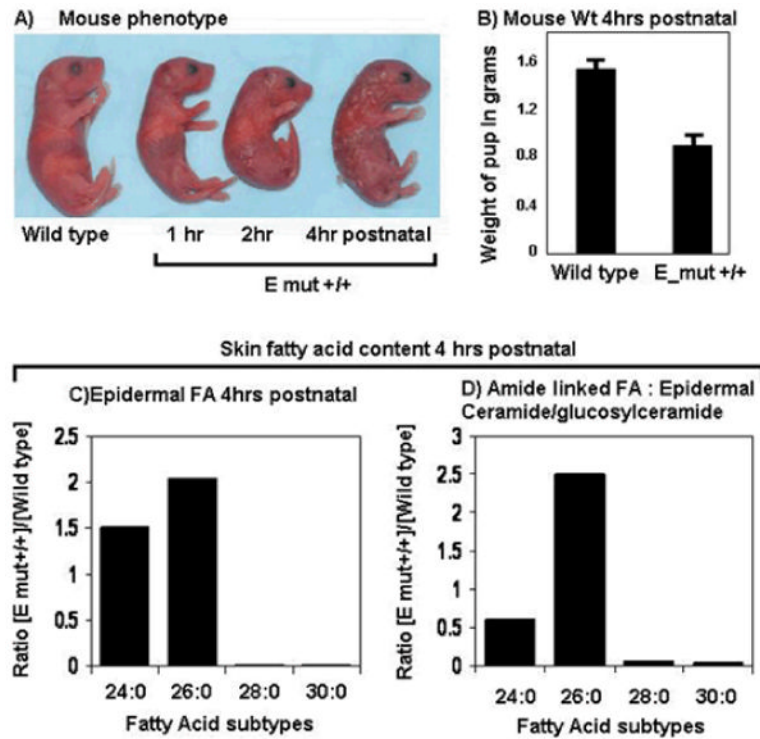 A) Mouse phenotype
Wild type 1 hr 2hr 4hr postnatal
E mut +/+
B) Mouse Wt 4hrs postnatal
Weight of pup in grams
1.6
1.2
0.8
0.4
0
Wild type E_mut +/+
Skin fatty acid content 4 hrs postnatal
C)Epidermal FA 4hrs postnatal
Ratio [E mut+/+]/[Wild type]
2.5
2
1.5
1
0.5
0
24:0 26:0 28:0 30:0
Fatty Acid subtypes
D) Amide linked FA : Epidermal
Ceramide/glucosylceramide
Ratio [E mut+/+]/[Wild type]
3
2.5
2
1.5
1
0.5
0
24:0 26:0 28:0 30:0
Fatty Acid subtypes